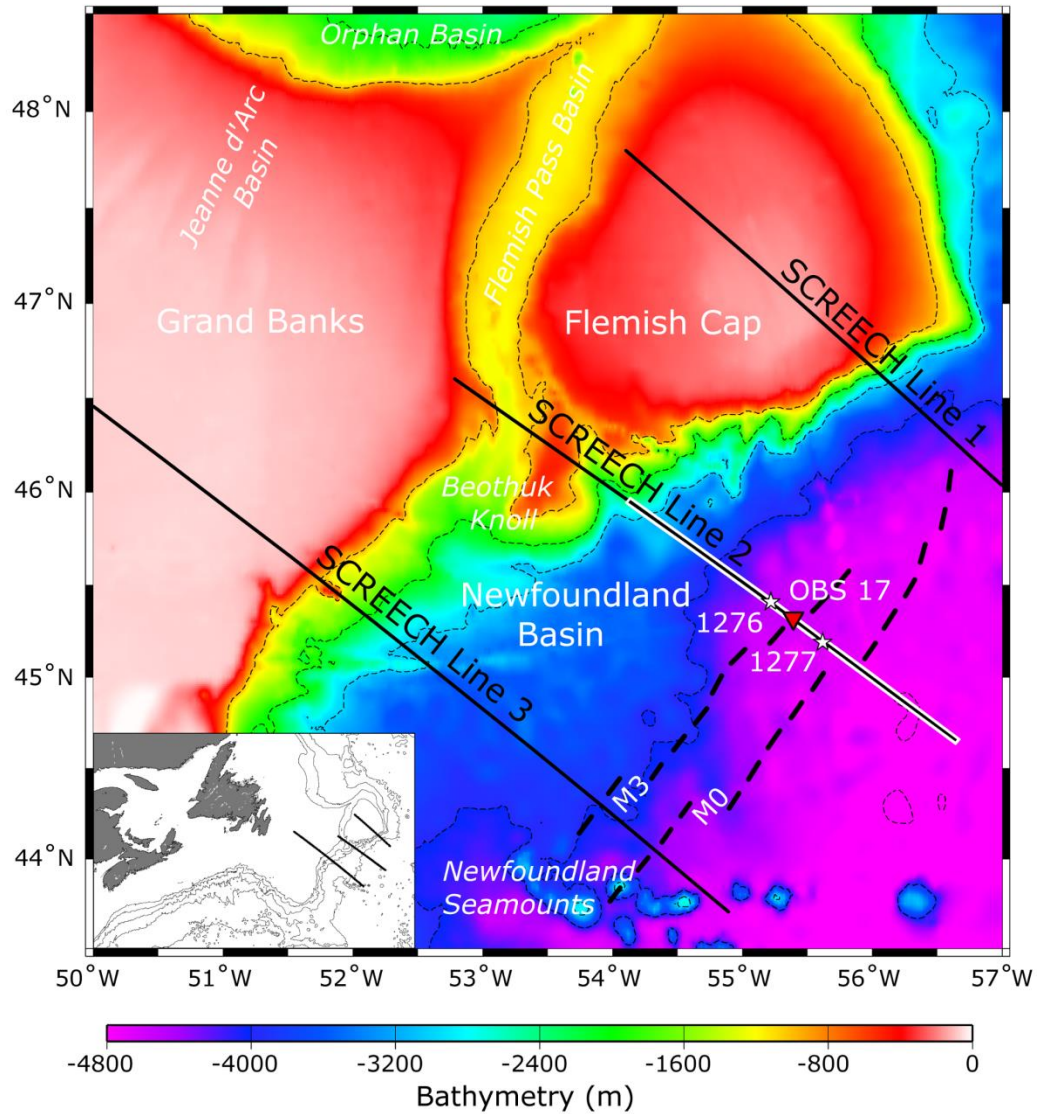 Orphan Basin
48°N
Jeanne d'Arc
Basin
Flemish Pass Basin
47°N
Grand Banks
Flemish Cap
SCREECH Line 1
SCREECH Line 2
46°N
Beothuk
Knoll
SCREECH Line 3
Newfoundland
Basin
OBS 17
1276
1277
45°N
M3
M0
44°N
Newfoundland
Seamounts
50°W 51°W 52°W 53°W 54°W 55°W 56°W 57°W
-4800 -4000 -3200 -2400 -1600 -800 0
Bathymetry (m)